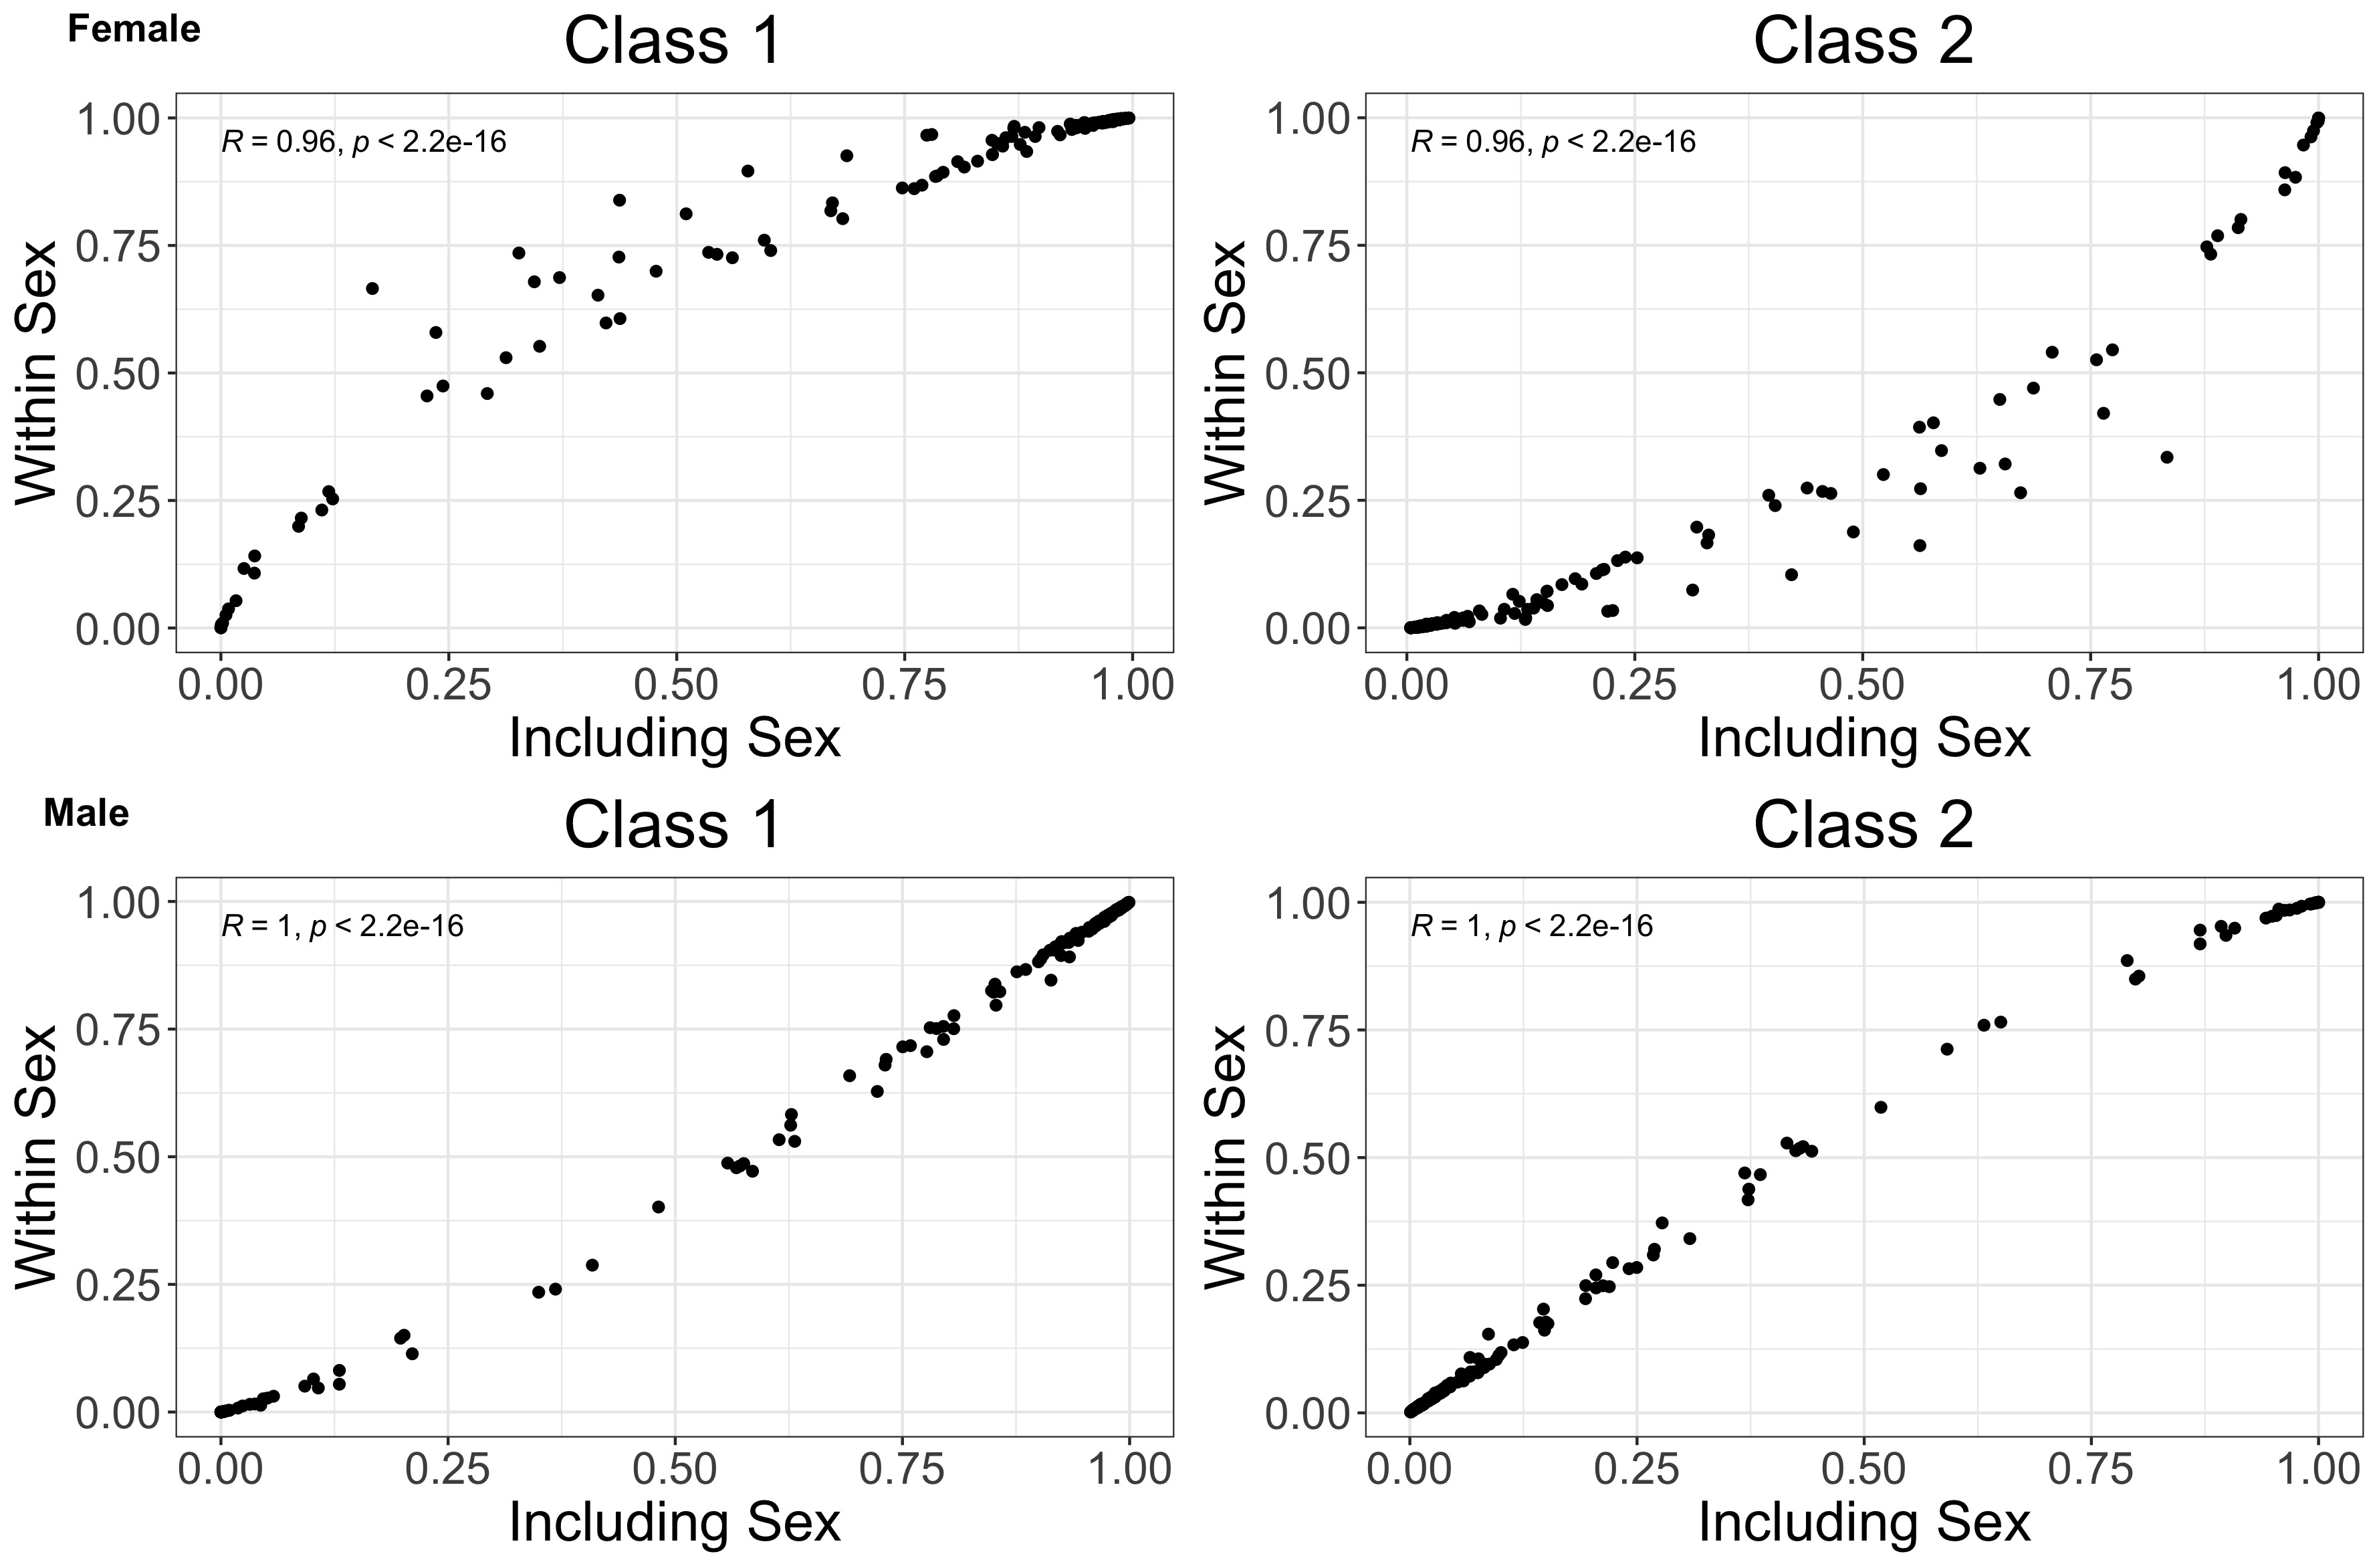 Female
Class 1
Class 2
R = 0.96, p < 2.2e-16
R = 0.96, p < 2.2e-16
Within Sex
1.00
0.75
0.50
0.25
0.00
0.00 0.25 0.50 0.75 1.00
Including Sex
Within Sex
1.00
0.75
0.50
0.25
0.00
0.00 0.25 0.50 0.75 1.00
Including Sex
Male
Class 1
Class 2
R = 1, p < 2.2e-16
R = 1, p < 2.2e-16
Within Sex
1.00
0.75
0.50
0.25
0.00
0.00 0.25 0.50 0.75 1.00
Including Sex
Within Sex
1.00
0.75
0.50
0.25
0.00
0.00 0.25 0.50 0.75 1.00
Including Sex